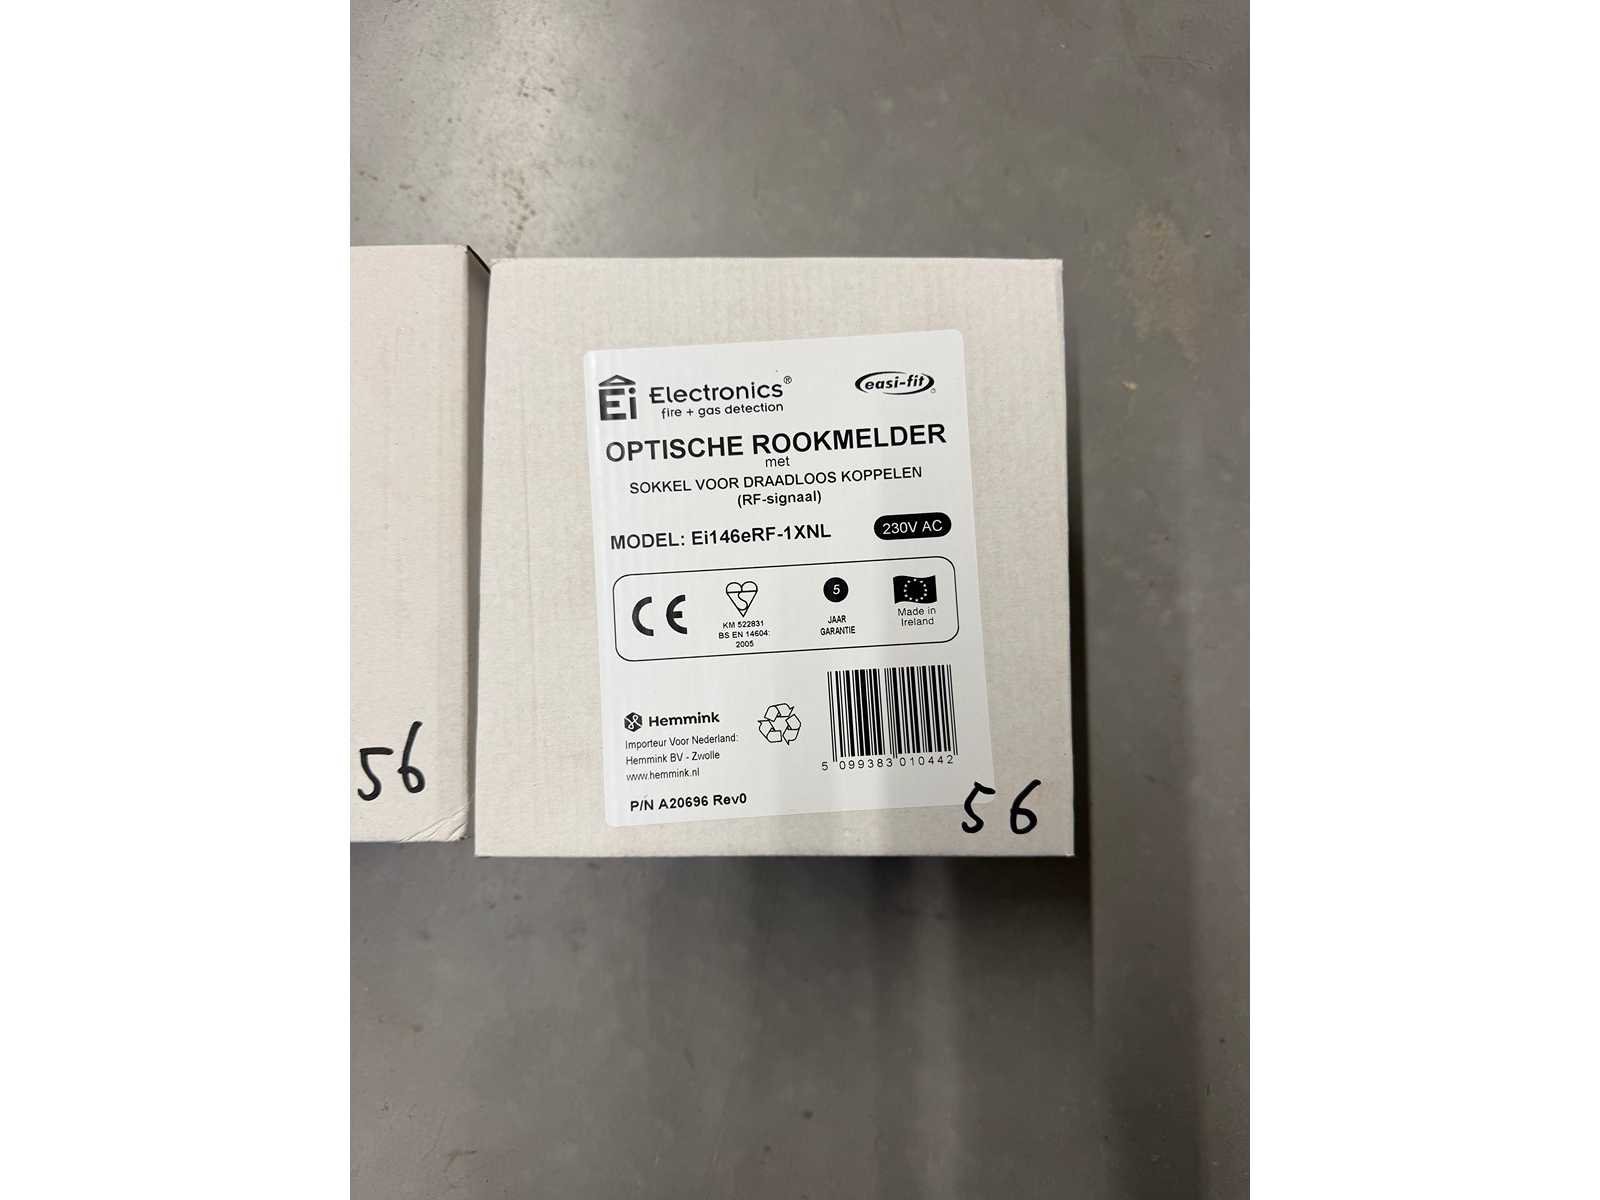 Ei Electronics®
fire + gas detection
easi-fit
OPTISCHE ROOKMELDER
met
SOKKEL VOOR DRAADLOOS KOPPELEN
(RF-signaal)
MODEL: Ei146eRF-1XNL
230V AC
CE
KM 522831
BS EN 14604:
2005
5
JAAR
GARANTIE
Made in
Ireland
Hemmink
Importeur Voor Nederland:
Hemmink BV - Zwolle
www.hemmink.nl
P/N A20696 Rev0
5 099383 010442
56
56